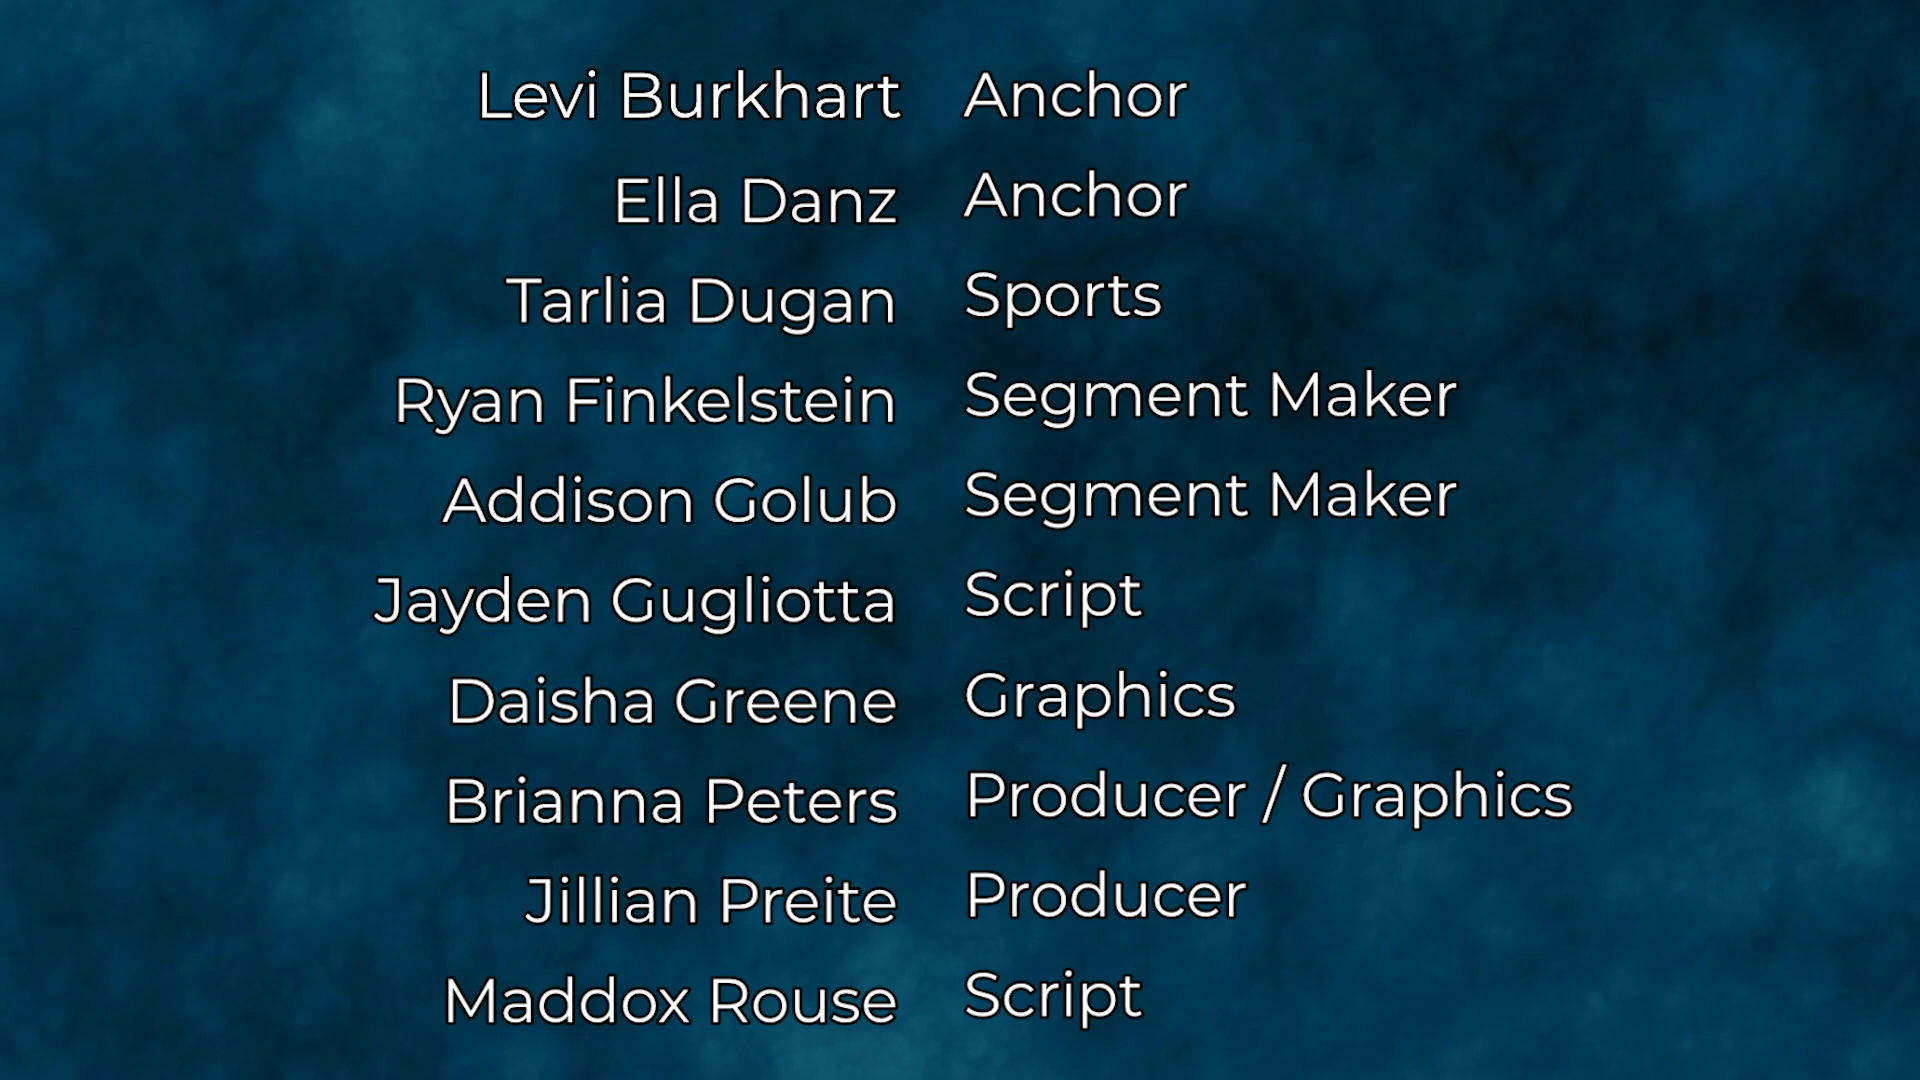 Levi Burkhart Anchor
Ella Danz Anchor
Tarlia Dugan Sports
Ryan Finkelstein Segment Maker
Addison Golub Segment Maker
Jayden Gugliotta Script
Daisha Greene Graphics
Brianna Peters Producer / Graphics
Jillian Preite Producer
Maddox Rouse Script